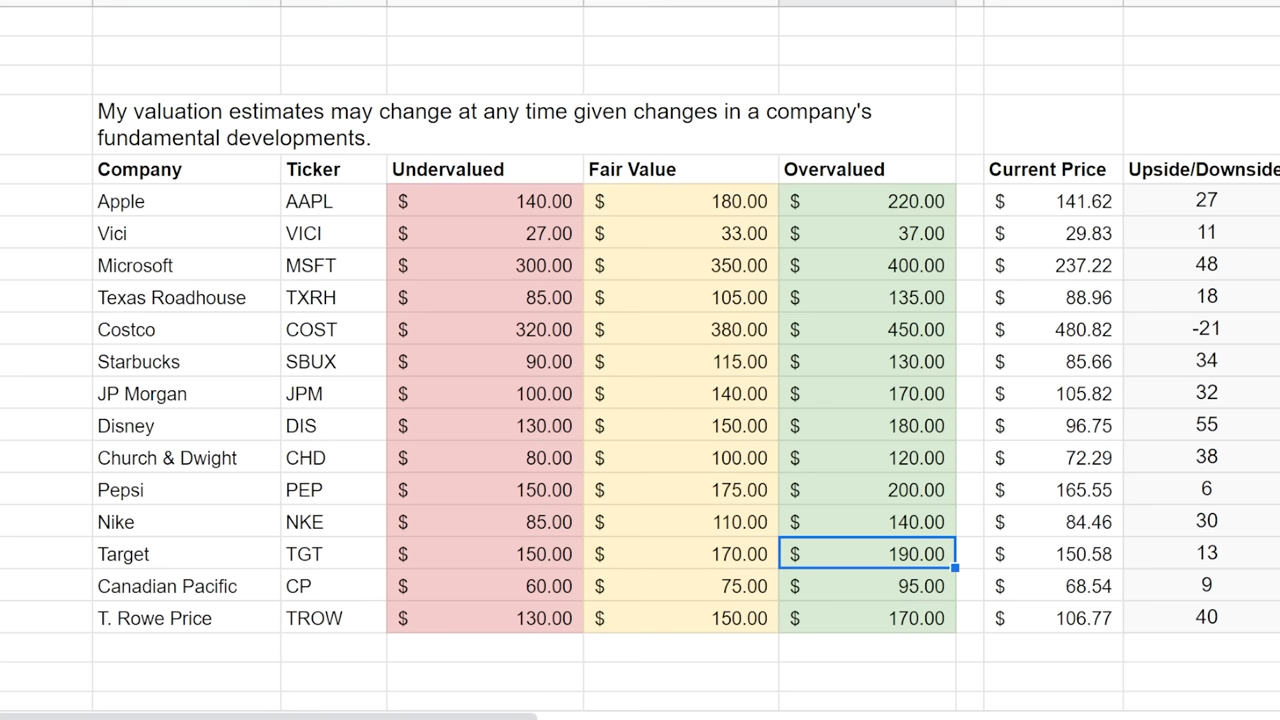 My valuation estimates may change at any time given changes in a company's
fundamental developments.
Company Ticker Undervalued Fair Value Overvalued Current Price Upside/Downside
Apple AAPL $ 140.00 $ 180.00 $ 220.00 $ 141.62 27
Vici VICI $ 27.00 $ 33.00 $ 37.00 $ 29.83 11
Microsoft MSFT $ 300.00 $ 350.00 $ 400.00 $ 237.22 48
Texas Roadhouse TXRH $ 85.00 $ 105.00 $ 135.00 $ 88.96 18
Costco COST $ 320.00 $ 380.00 $ 450.00 $ 480.82 -21
Starbucks SBUX $ 90.00 $ 115.00 $ 130.00 $ 85.66 34
JP Morgan JPM $ 100.00 $ 140.00 $ 170.00 $ 105.82 32
Disney DIS $ 130.00 $ 150.00 $ 180.00 $ 96.75 55
Church & Dwight CHD $ 80.00 $ 100.00 $ 120.00 $ 72.29 38
Pepsi PEP $ 150.00 $ 175.00 $ 200.00 $ 165.55 6
Nike NKE $ 85.00 $ 110.00 $ 140.00 $ 84.46 30
Target TGT $ 150.00 $ 170.00 $ 190.00 $ 150.58 13
Canadian Pacific CP $ 60.00 $ 75.00 $ 95.00 $ 68.54 9
T. Rowe Price TROW $ 130.00 $ 150.00 $ 170.00 $ 106.77 40